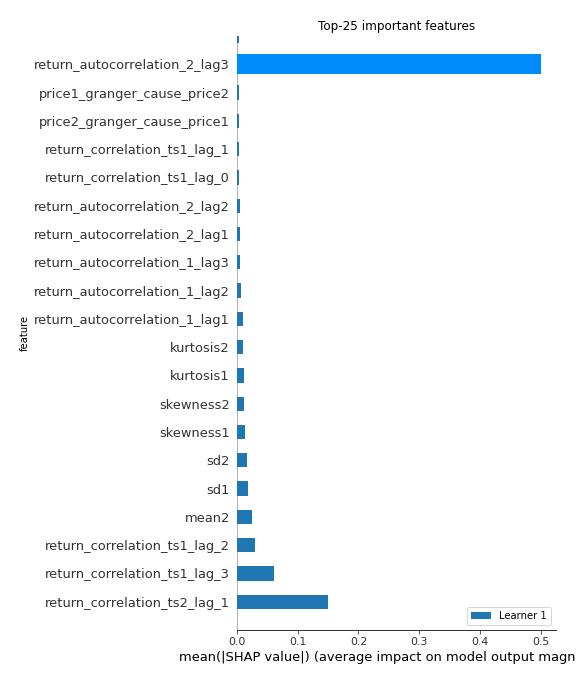 Top-25 important features
return_autocorrelation_2_lag3
price1_granger_cause_price2
price2_granger_cause_price1
return_correlation_ts1_lag_1
return_correlation_ts1_lag_0
return_autocorrelation_2_lag2
return_autocorrelation_2_lag1
return_autocorrelation_1_lag3
return_autocorrelation_1_lag2
return_autocorrelation_1_lag1
kurtosis2
kurtosis1
skewness2
skewness1
sd2
sd1
mean2
return_correlation_ts1_lag_2
return_correlation_ts1_lag_3
return_correlation_ts2_lag_1
feature
Learner 1
0.0 0.1 0.2 0.3 0.4 0.5
mean(|SHAP value|) (average impact on model output magn